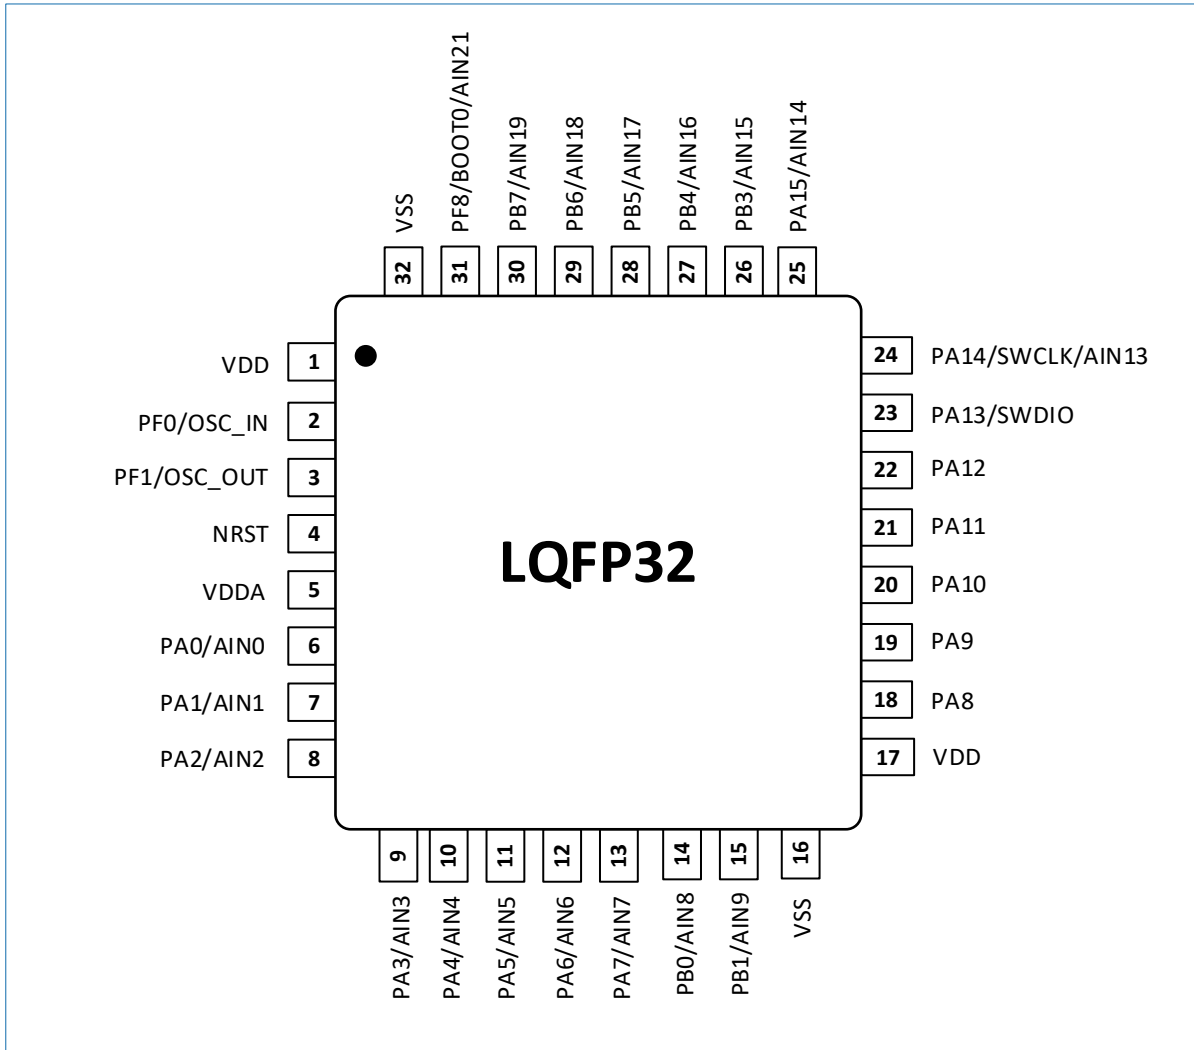 VSS
PF8/BOOT0/AIN21
PB7/AIN19
PB6/AIN18
PB5/AIN17
PB4/AIN16
PB3/AIN15
PA15/AIN14
32
31
30
29
28
27
26
25
VDD 1
PF0/OSC_IN 2
PF1/OSC_OUT 3
NRST 4
VDDA 5
PA0/AIN0 6
PA1/AIN1 7
PA2/AIN2 8
LQFP32
24 PA14/SWCLK/AIN13
23 PA13/SWDIO
22 PA12
21 PA11
20 PA10
19 PA9
18 PA8
17 VDD
9
10
11
12
13
14
15
16
PA3/AIN3
PA4/AIN4
PA5/AIN5
PA6/AIN6
PA7/AIN7
PB0/AIN8
PB1/AIN9
VSS